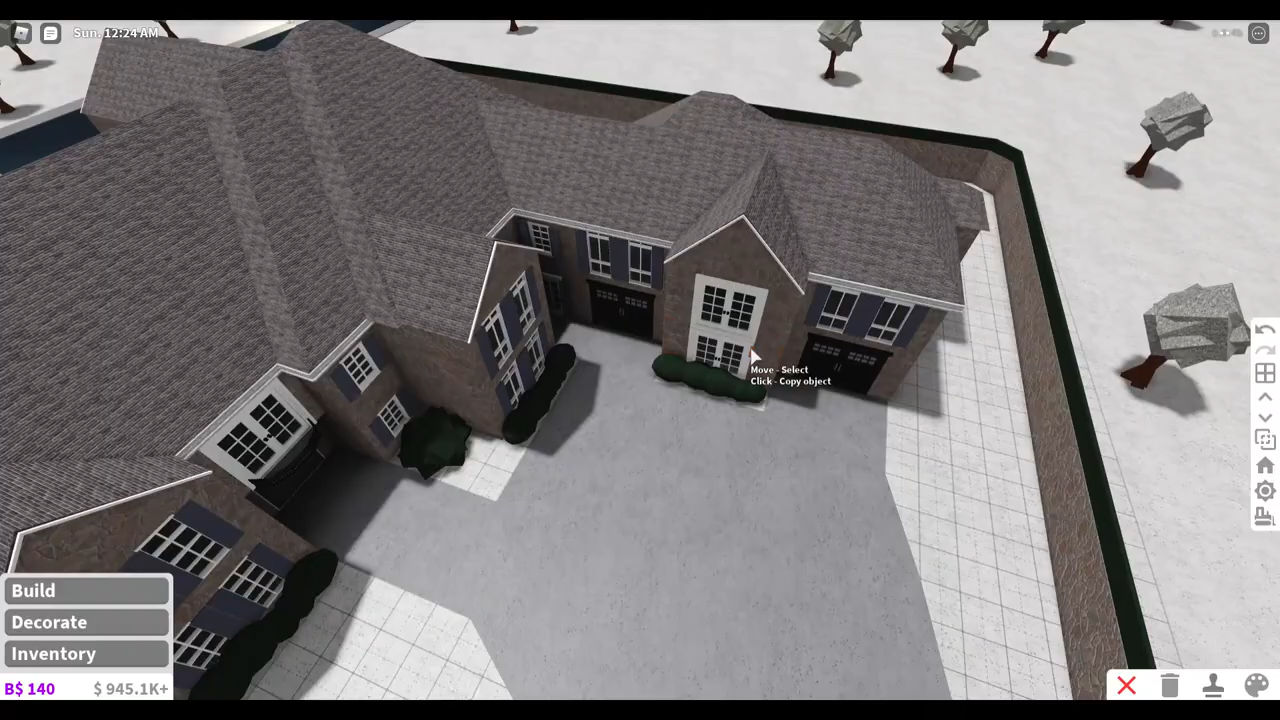 Sun. 12:24 AM
Move - Select
Click - Copy object
Build
Decorate
Inventory
B$ 140
$ 945.1K+